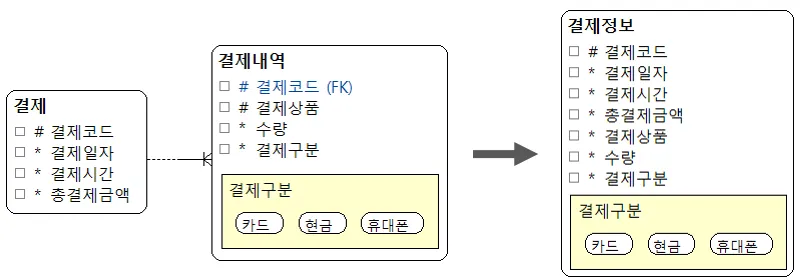 결제
# 결제코드
* 결제일자
* 결제시간
* 총결제금액
결제내역
# 결제코드 (FK)
# 결제상품
* 수량
* 결제구분
결제구분
카드 현금 휴대폰
결제정보
# 결제코드
* 결제일자
* 결제시간
* 총결제금액
* 결제상품
* 수량
* 결제구분
결제구분
카드 현금 휴대폰